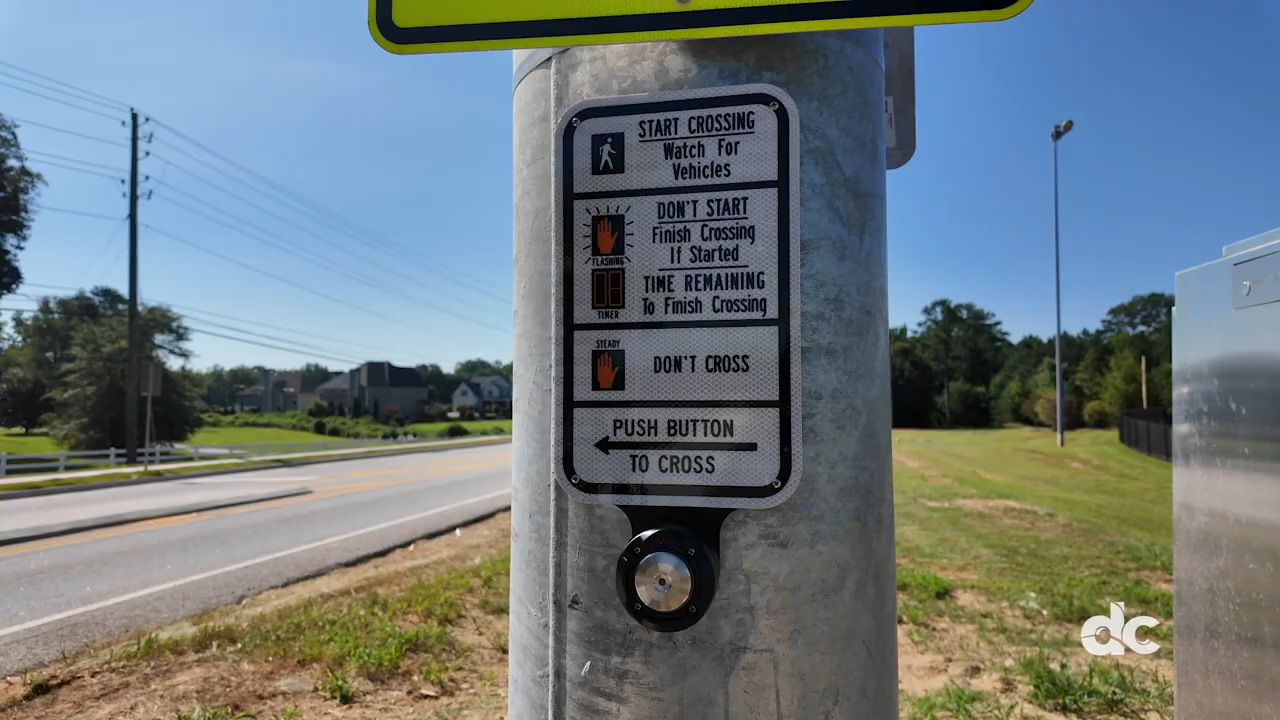 START CROSSING
Watch For
Vehicles
DON'T START
Finish Crossing
If Started
FLASHING
TIME REMAINING
To Finish Crossing
TIMER
STEADY
DON'T CROSS
PUSH BUTTON
TO CROSS
dc